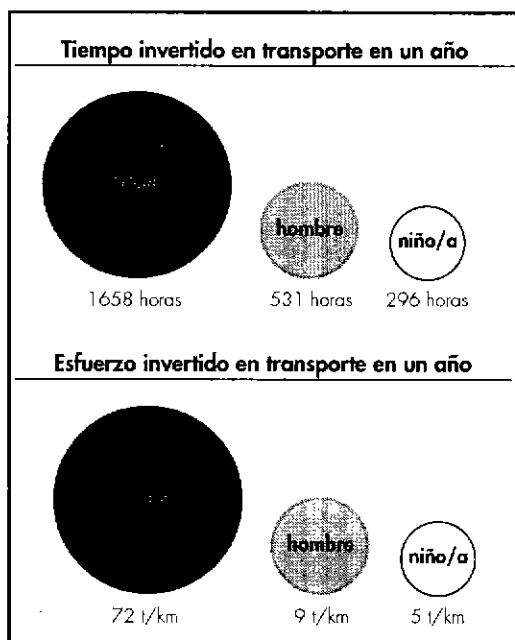 Tiempo invertido en transporte en un año
hombre
niño/a
1658 horas 531 horas 296 horas
Esfuerzo invertido en transporte en un año
hombre
niño/a
72 t/km 9 t/km 5 t/km